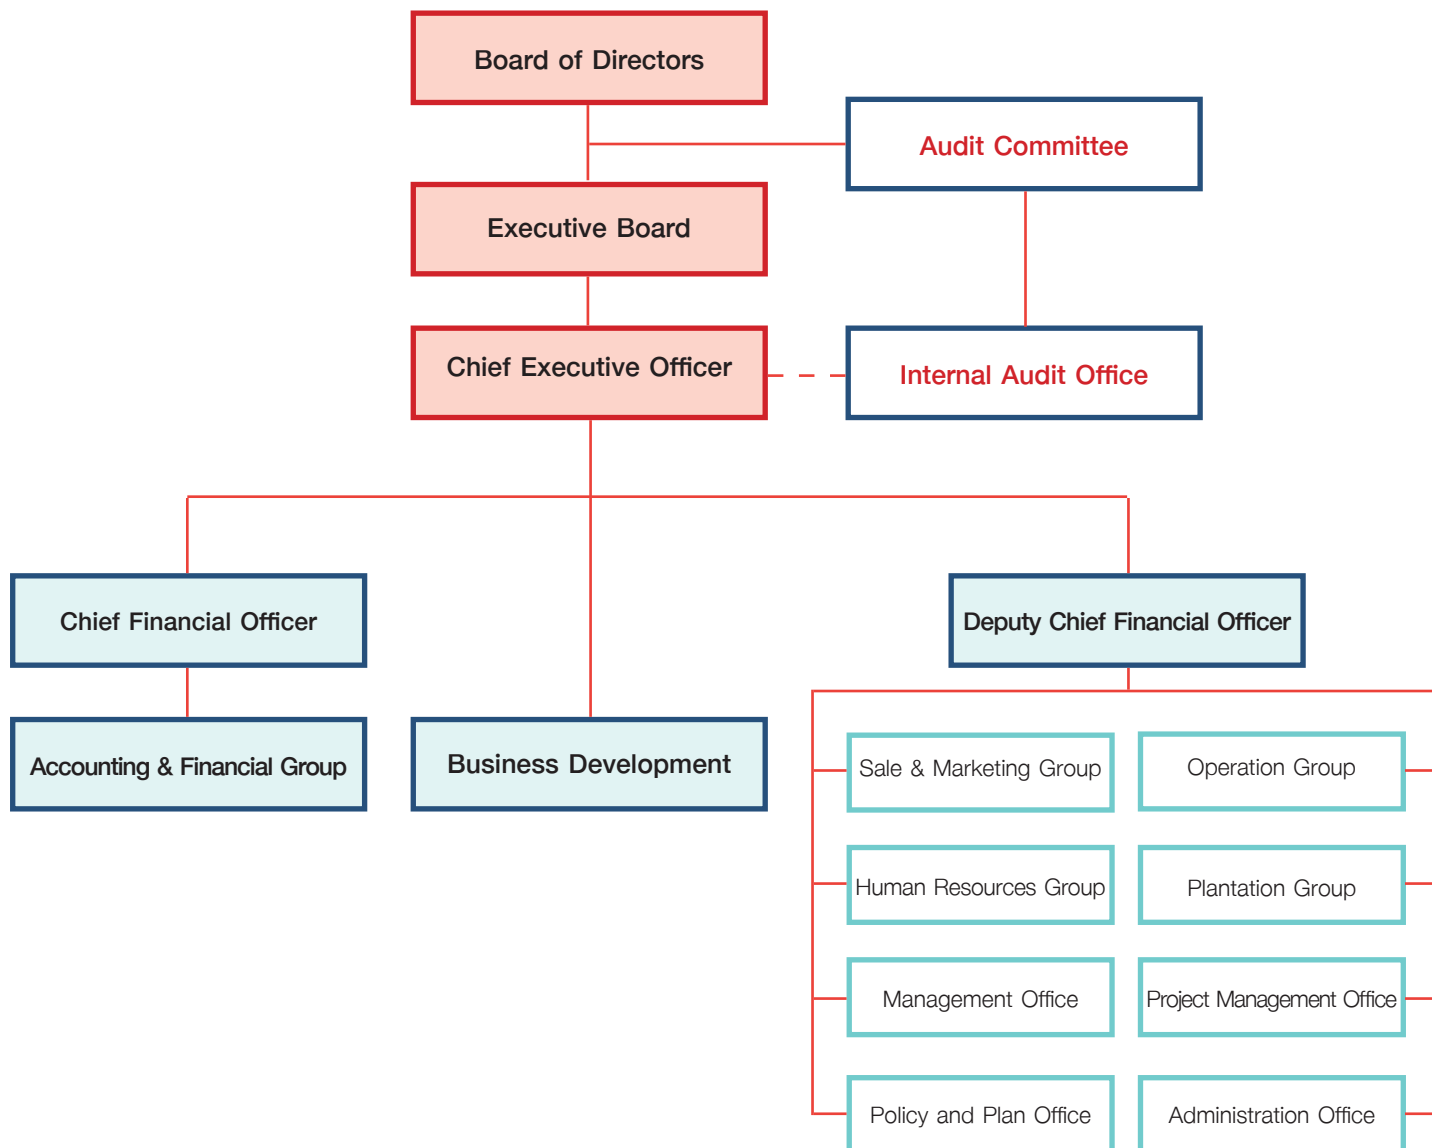 Board of Directors
Audit Committee
Executive Board
Chief Executive Officer
Internal Audit Office
Chief Financial Officer
Deputy Chief Financial Officer
Accounting & Financial Group
Business Development
Sale & Marketing Group
Operation Group
Human Resources Group
Plantation Group
Management Office
Project Management Office
Policy and Plan Office
Administration Office